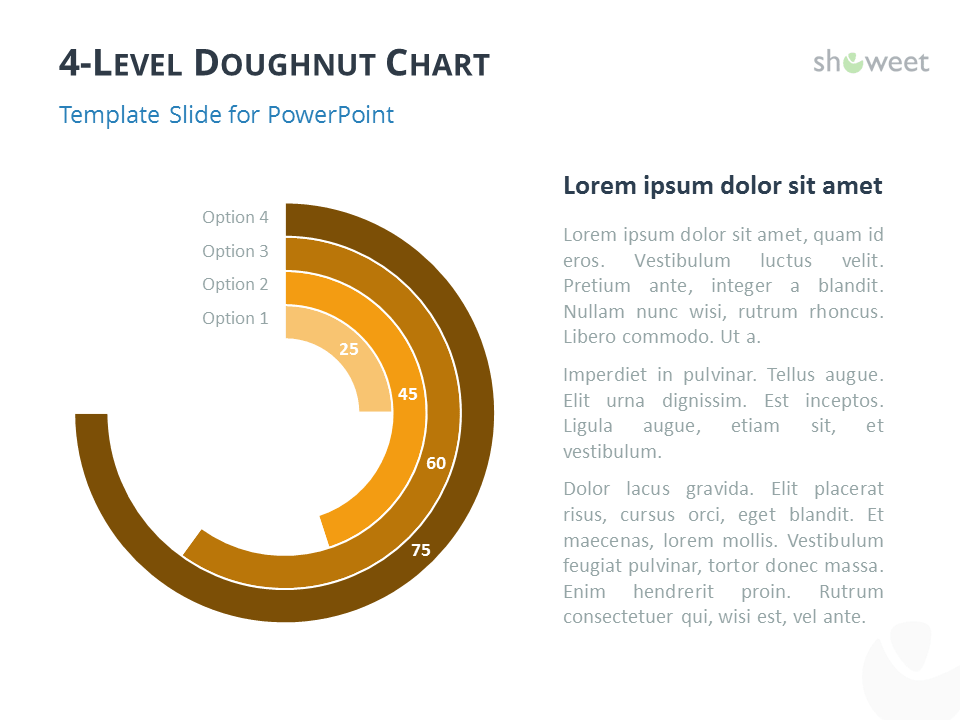 4-Level Doughnut Chart
showeet
Template Slide for PowerPoint
Option 4
Option 3
Option 2
Option 1
25
45
60
75
Lorem ipsum dolor sit amet
Lorem ipsum dolor sit amet, quam id
eros. Vestibulum luctus velit.
Pretium ante, integer a blandit.
Nullam nunc wisi, rutrum rhoncus.
Libero commodo. Ut a.
Imperdiet in pulvinar. Tellus augue.
Elit urna dignissim. Est inceptos.
Ligula augue, etiam sit, et
vestibulum.
Dolor lacus gravida. Elit placerat
risus, cursus orci, eget blandit. Et
maecenas, lorem mollis. Vestibulum
feugiat pulvinar, tortor donec massa.
Enim hendrerit proin. Rutrum
consectetuer qui, wisi est, vel ante.